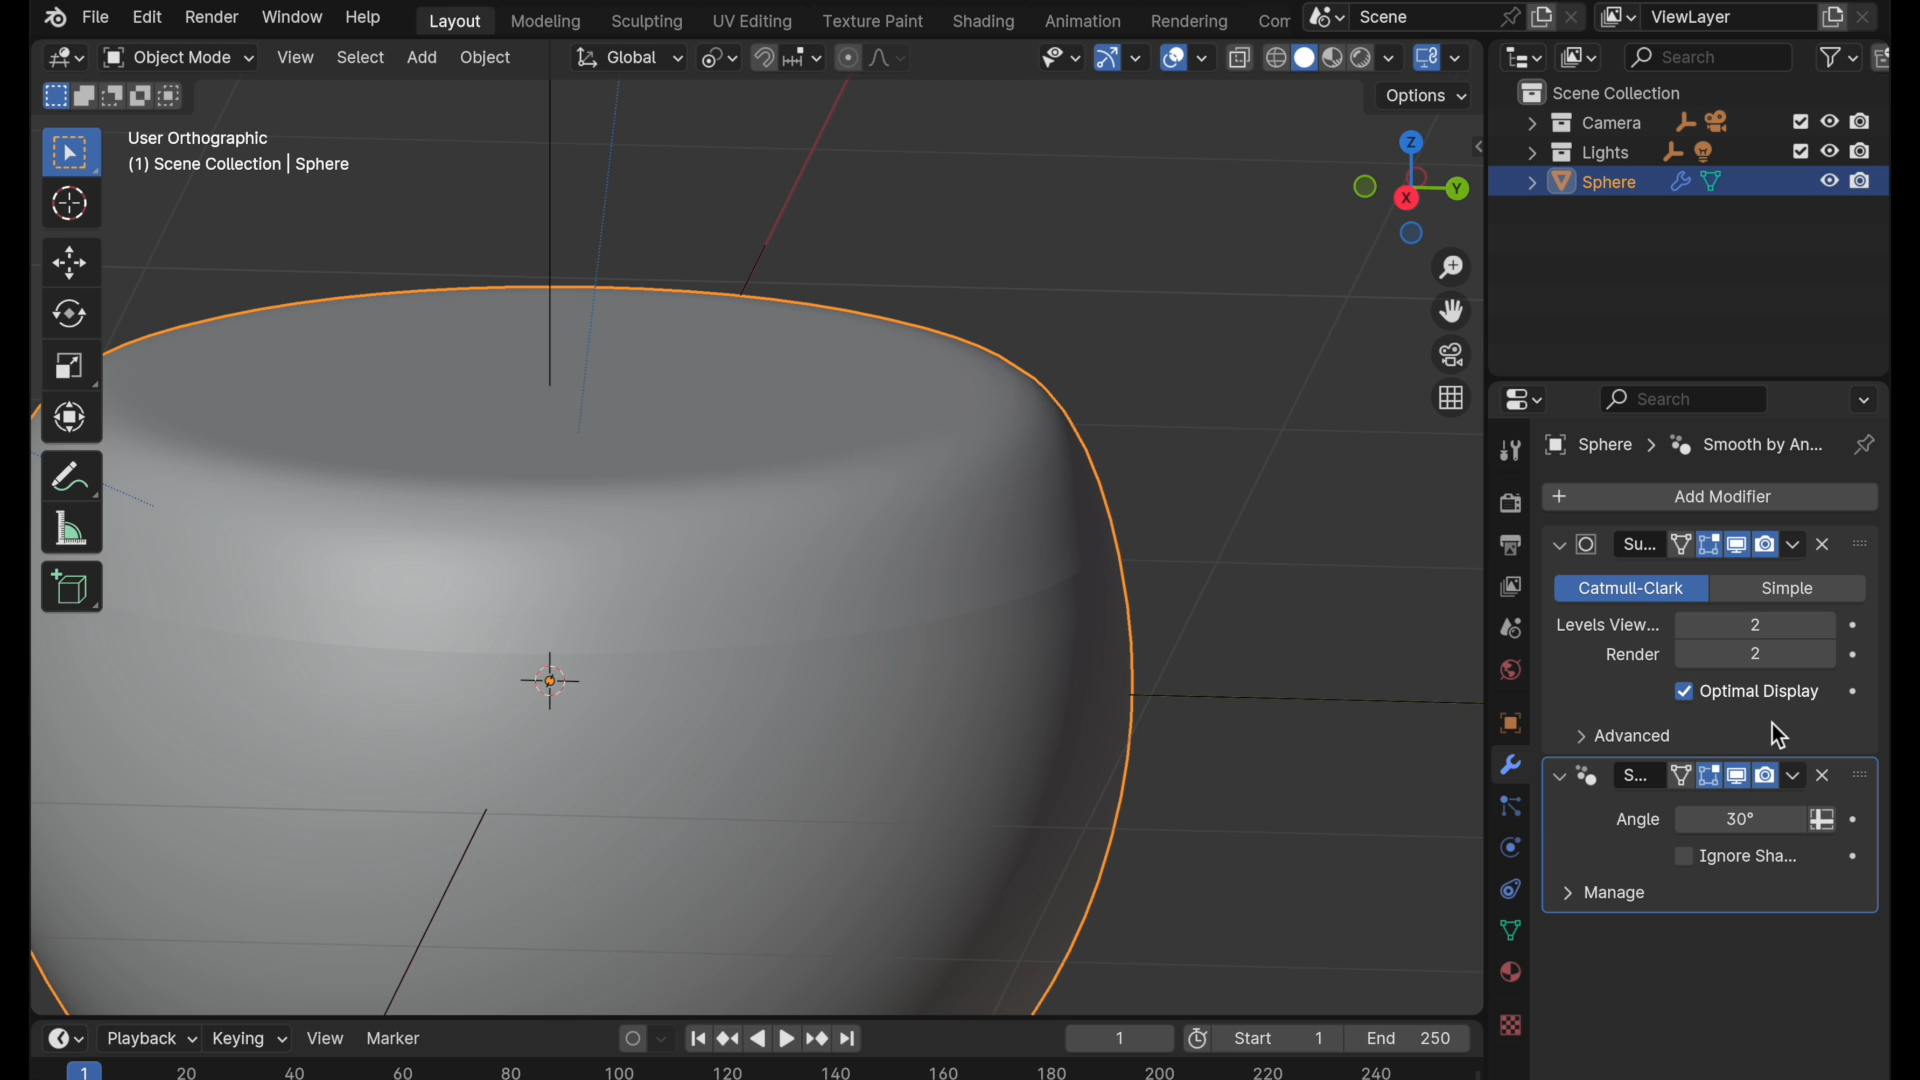 File Edit Render Window Help Layout Modeling Sculpting UV Editing Texture Paint Shading Animation Rendering Com Scene ViewLayer
Object Mode View Select Add Object Global Search
Options
User Orthographic
(1) Scene Collection | Sphere
Z
Y
X
Scene Collection
Camera
Lights
Sphere
Search
Sphere > Smooth by An...
+ Add Modifier
Su...
Catmull-Clark Simple
Levels View... 2
Render 2
Optimal Display
Advanced
S...
Angle 30°
Ignore Sha...
Manage
Playback Keying View Marker 1 Start 1 End 250
1 20 40 60 80 100 120 140 160 180 200 220 240